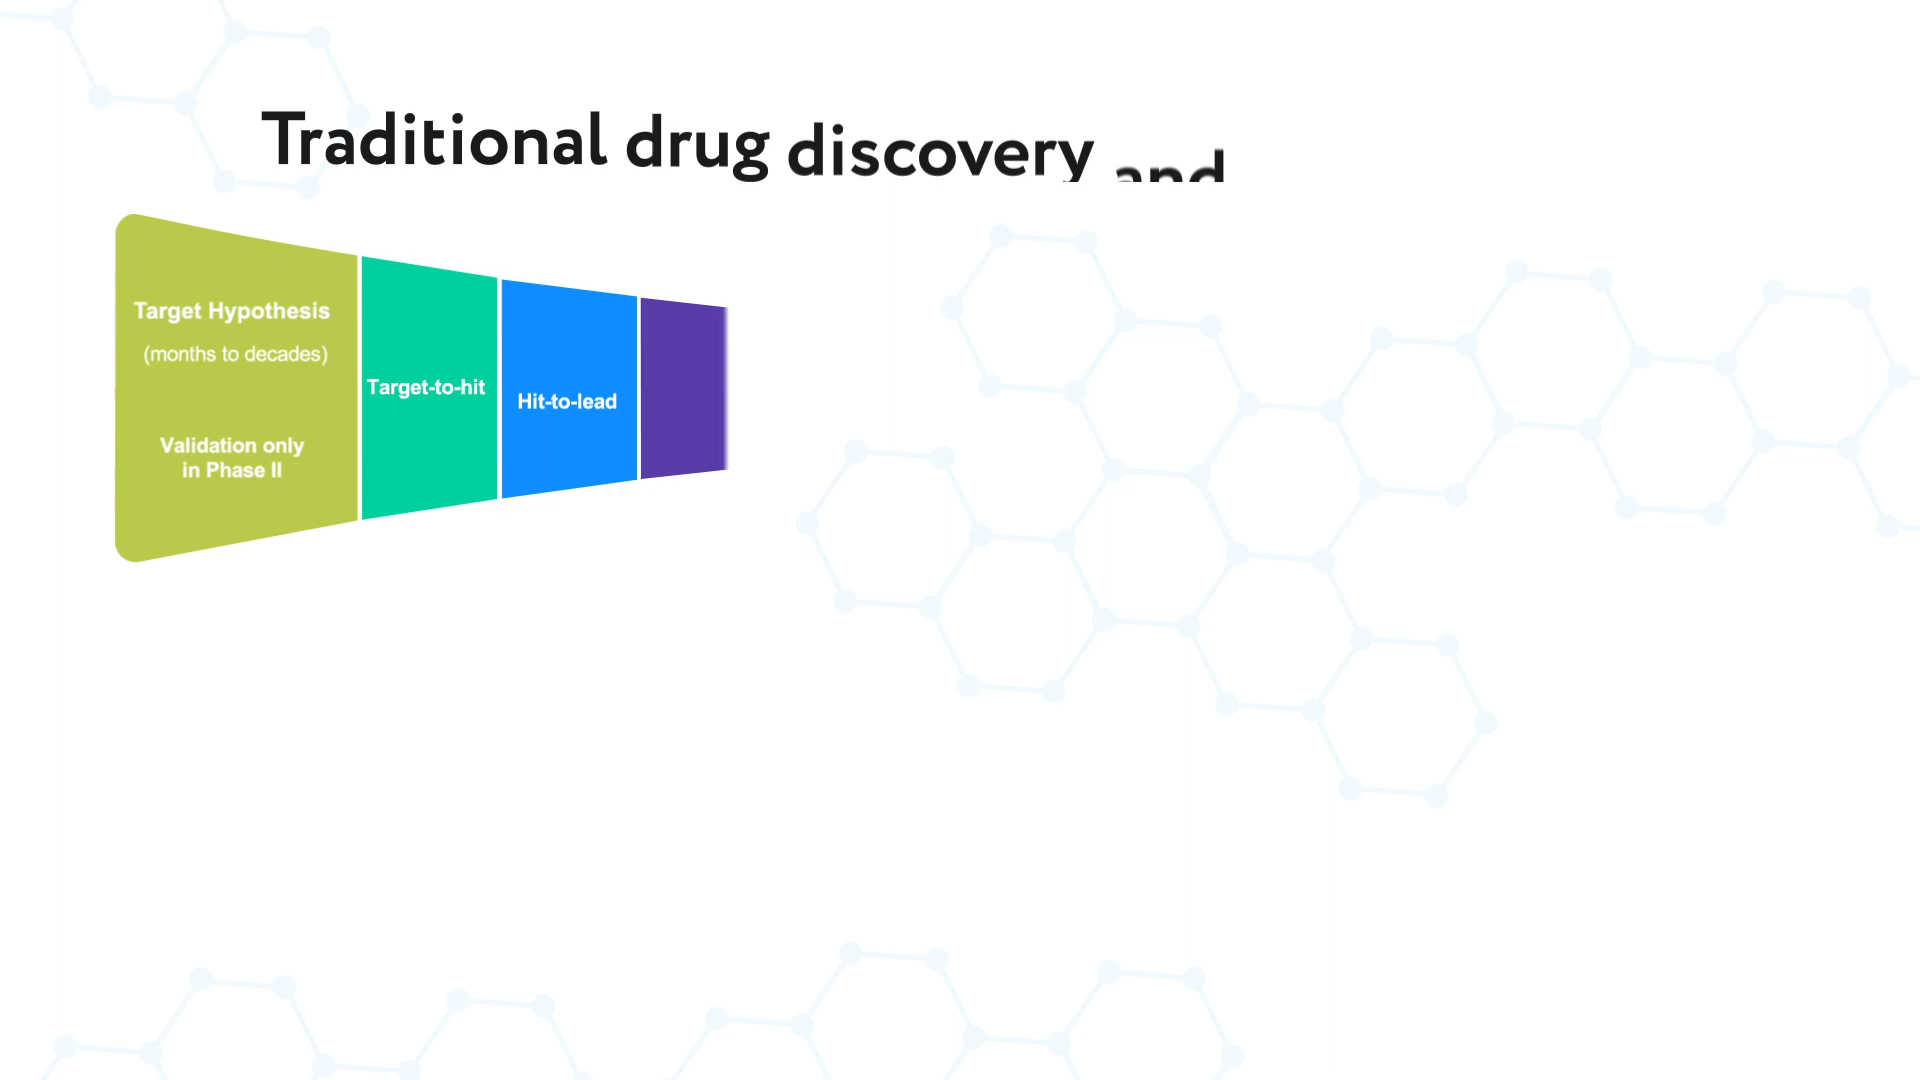 Traditional drug discovery and
Target Hypothesis
(months to decades)
Validation only
in Phase II
Target-to-hit
Hit-to-lead